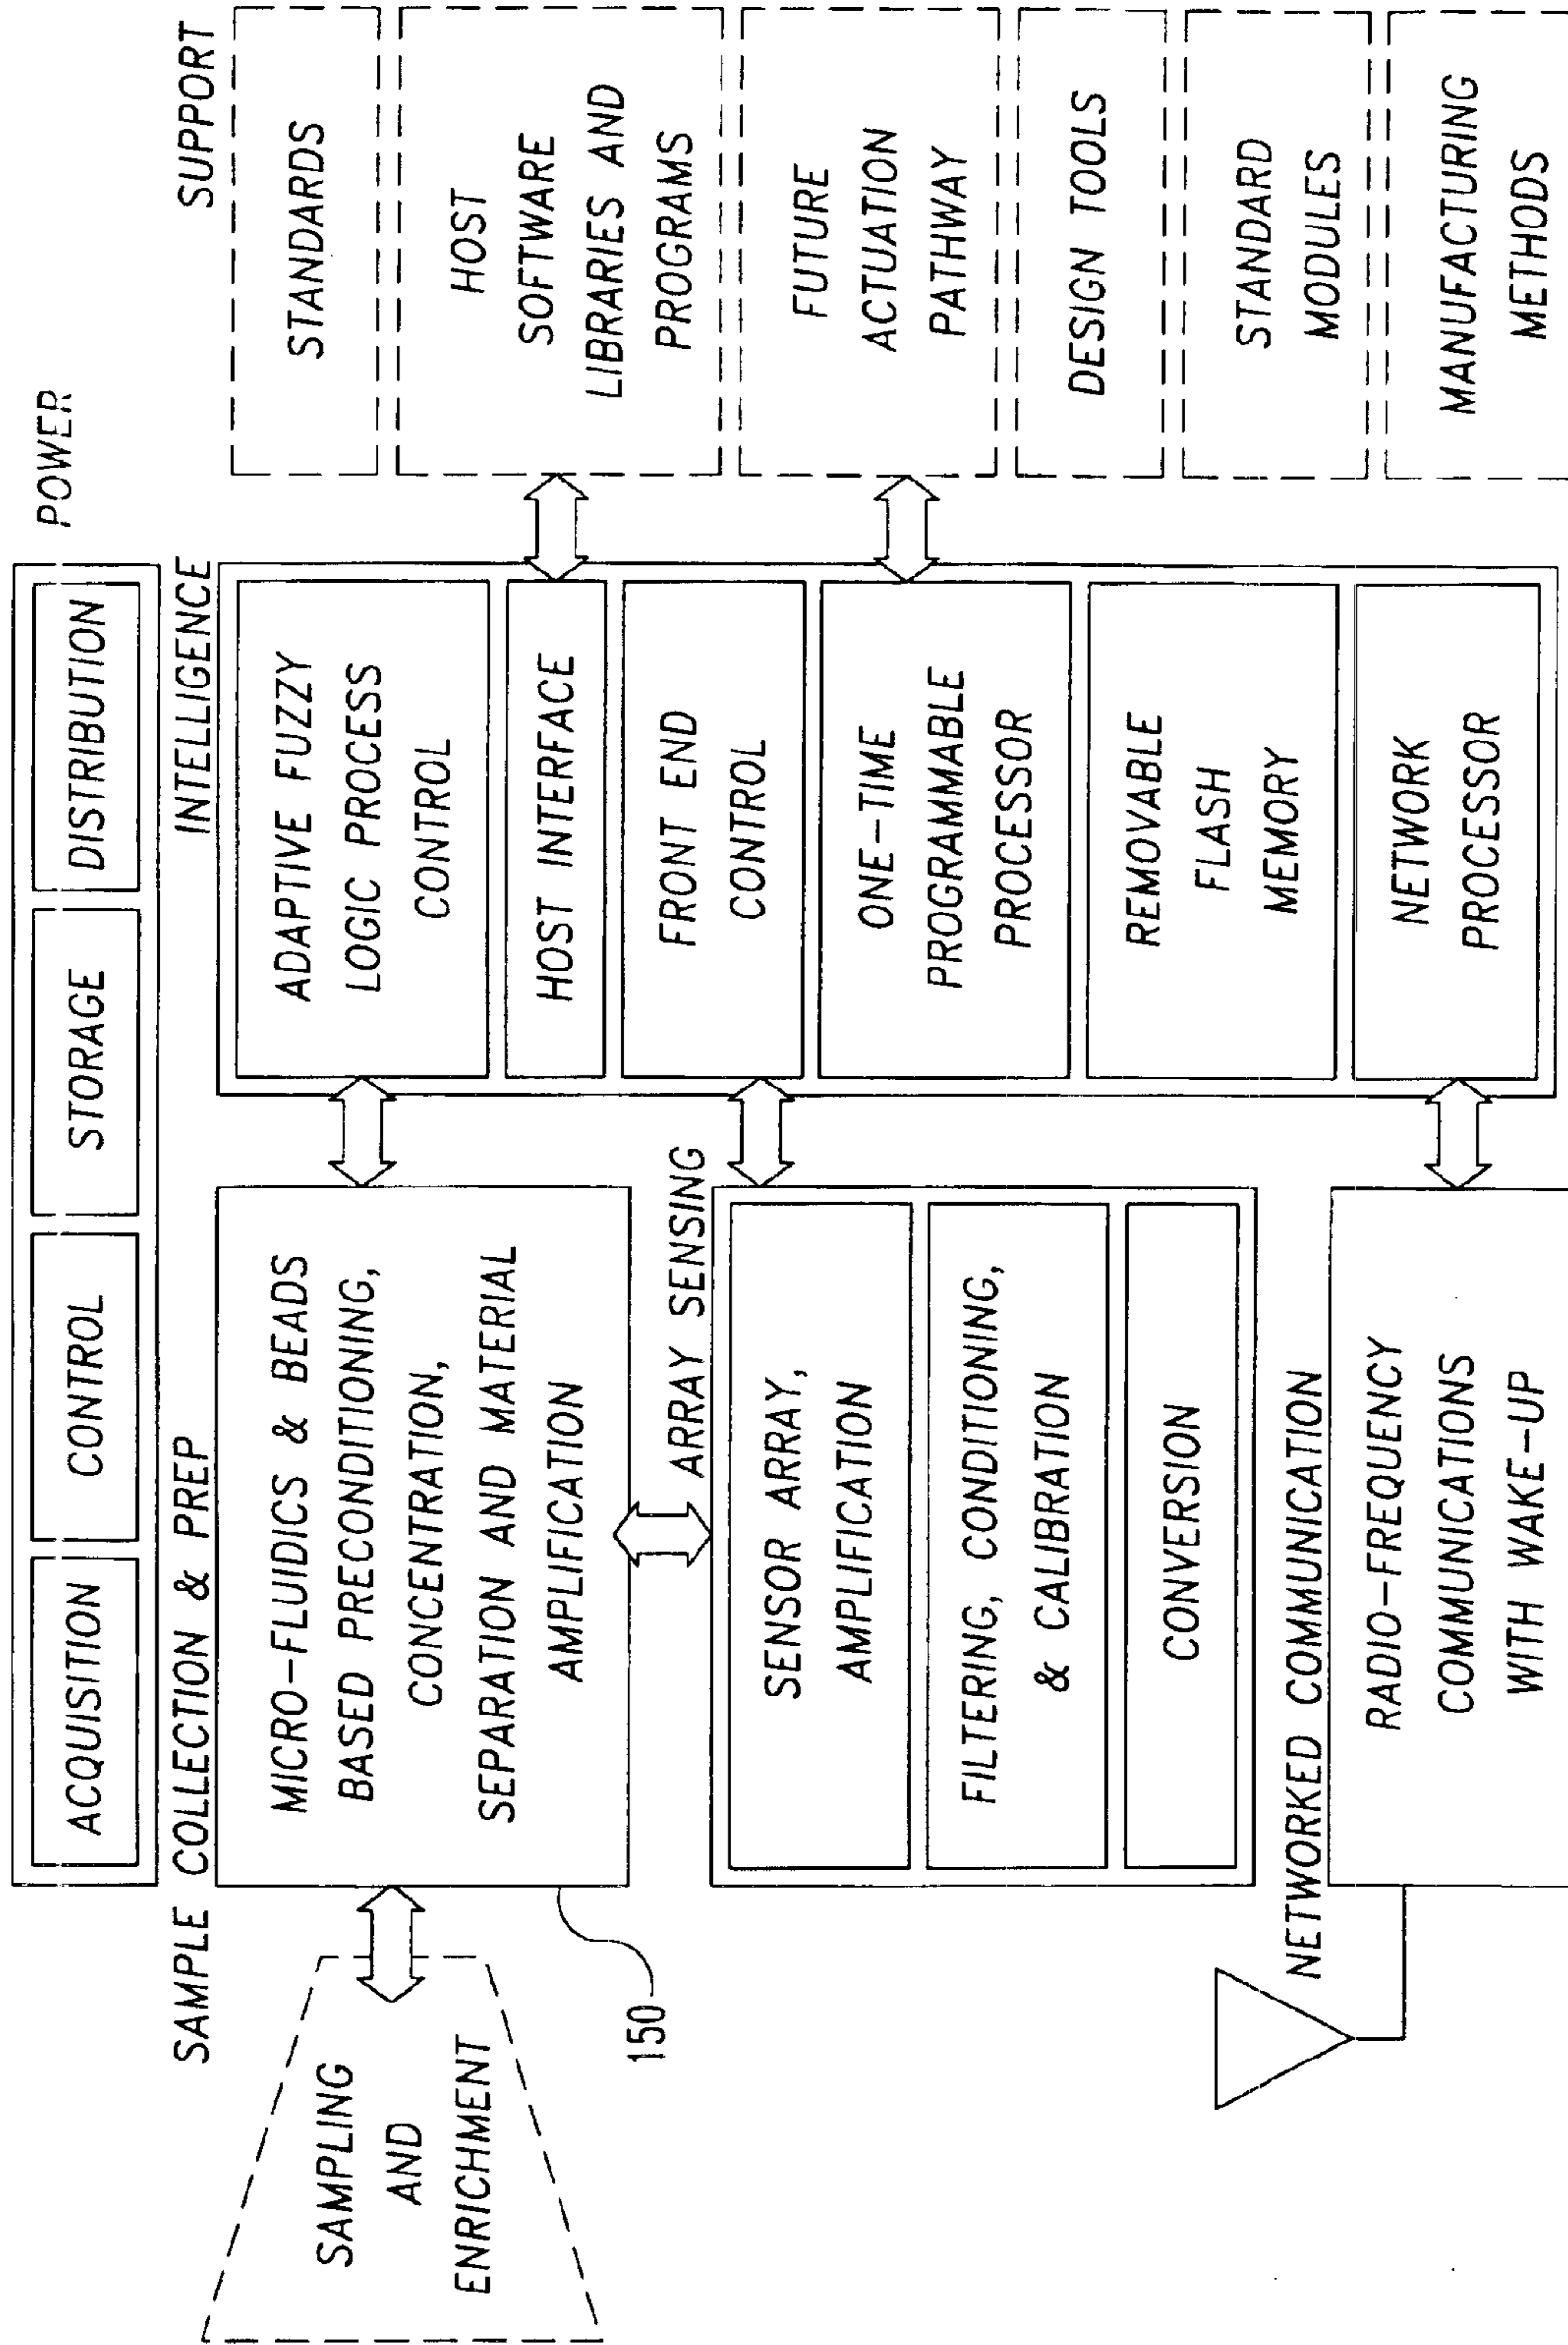 POWER
ACQUISITION
CONTROL
STORAGE
DISTRIBUTION
SAMPLE COLLECTION & PREP
SAMPLING
AND
ENRICHMENT
MICRO-FLUIDICS & BEADS
BASED PRECONDITIONING,
CONCENTRATION,
SEPARATION AND MATERIAL
AMPLIFICATION
150
ARRAY SENSING
SENSOR ARRAY,
AMPLIFICATION
FILTERING, CONDITIONING,
& CALIBRATION
CONVERSION
NETWORKED COMMUNICATION
RADIO-FREQUENCY
COMMUNICATIONS
WITH WAKE-UP
INTELLIGENCE
ADAPTIVE FUZZY
LOGIC PROCESS
CONTROL
HOST INTERFACE
FRONT END
CONTROL
ONE-TIME
PROGRAMMABLE
PROCESSOR
REMOVABLE
FLASH
MEMORY
NETWORK
PROCESSOR
SUPPORT
STANDARDS
HOST
SOFTWARE
LIBRARIES AND
PROGRAMS
FUTURE
ACTUATION
PATHWAY
DESIGN TOOLS
STANDARD
MODULES
MANUFACTURING
METHODS